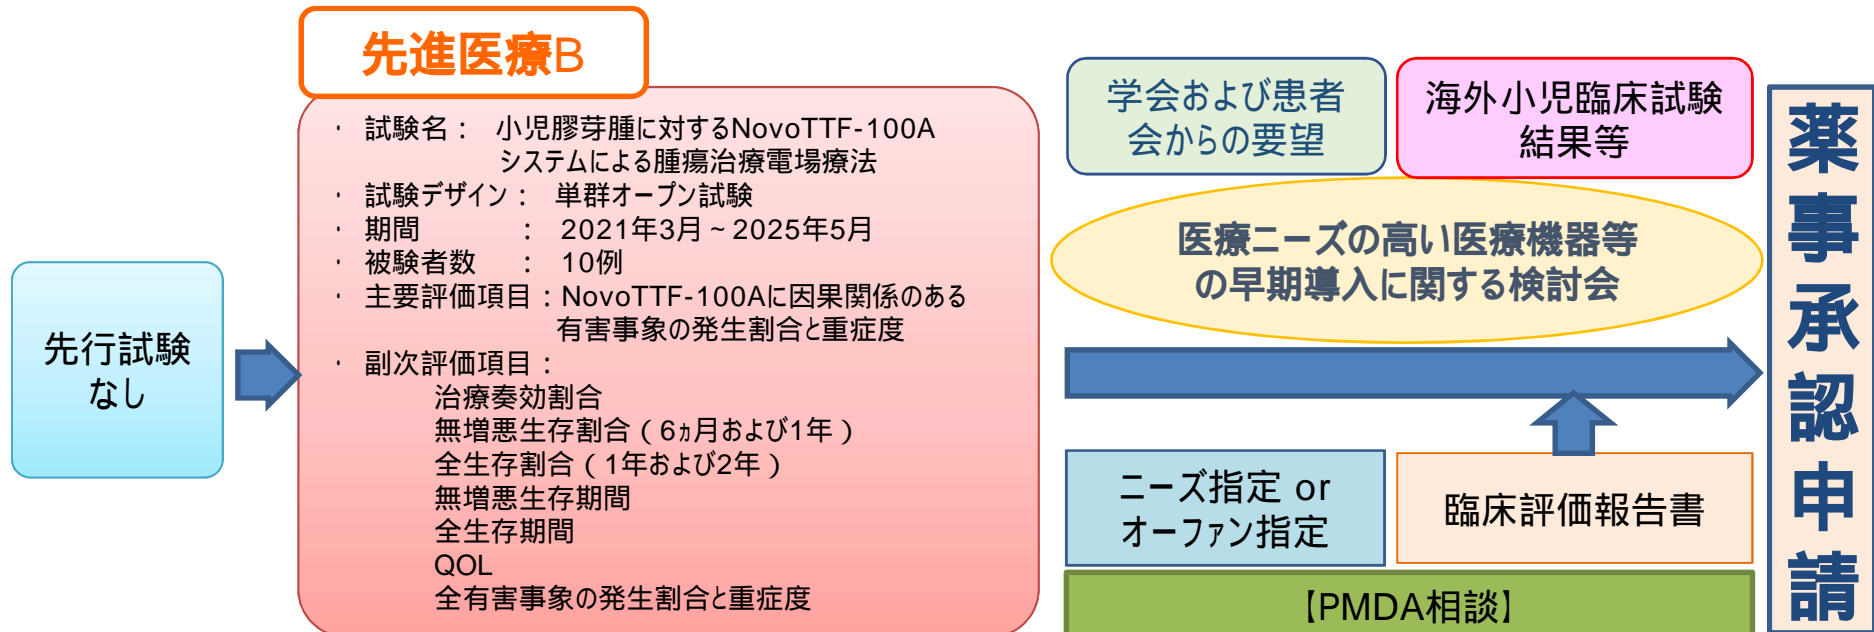 先行試験
なし
先進医療B
・ 試験名： 小児膠芽腫に対するNovoTTF-100A
システムによる腫瘍治療電場療法
・ 試験デザイン： 単群オープン試験
・ 期間 ： 2021年3月～2025年5月
・ 被験者数 ： 10例
・ 主要評価項目：NovoTTF-100Aに因果関係のある
有害事象の発生割合と重症度
・ 副次評価項目：
治療奏効割合
無増悪生存割合（6ヵ月および1年）
全生存割合（1年および2年）
無増悪生存期間
全生存期間
QOL
全有害事象の発生割合と重症度
学会および患者
会からの要望
海外小児臨床試験
結果等
医療ニーズの高い医療機器等
の早期導入に関する検討会
ニーズ指定 or
オーファン指定
臨床評価報告書
【PMDA相談】
薬事承認申請